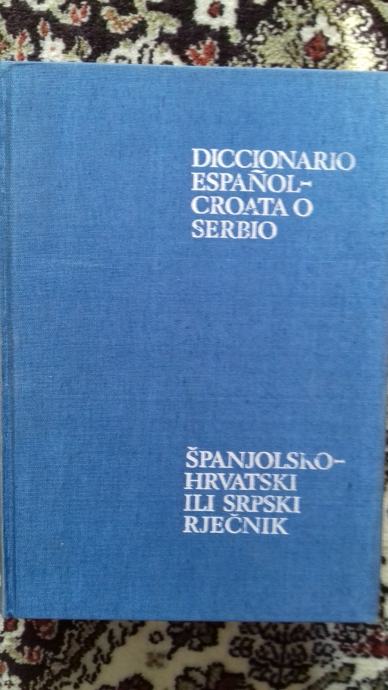 DICCIONARIO
ESPAÑOL-
CROATA O
SERBIO
ŠPANJOLSKO-
HRVATSKI
ILI SRPSKI
RJEČNIK